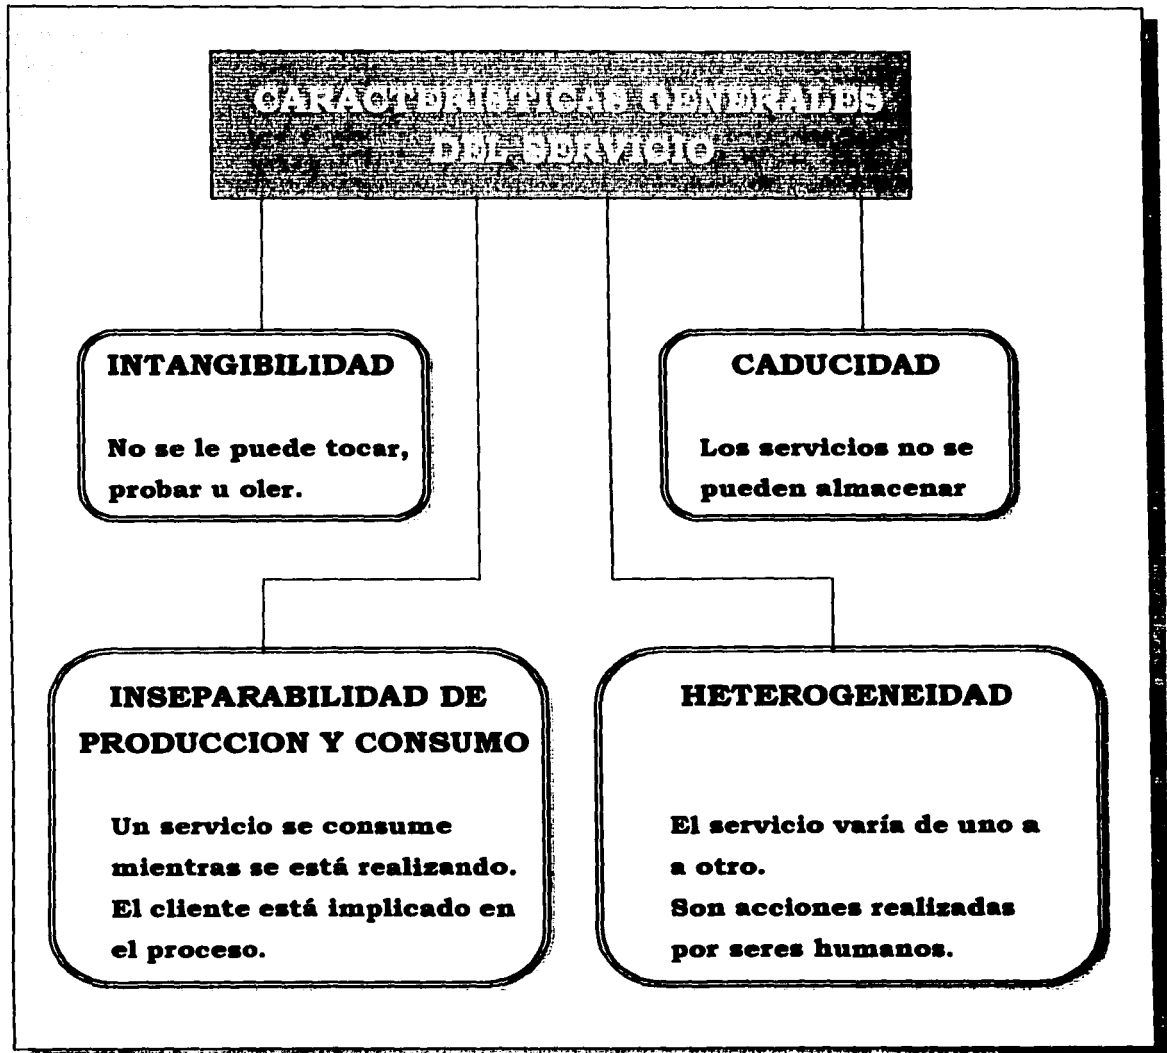 CARACTERISTICAS GENERALES
DEL SERVICIO
INTANGIBILIDAD
No se le puede tocar,
probar u oler.
CADUCIDAD
Los servicios no se
pueden almacenar
INSEPARABILIDAD DE
PRODUCCION Y CONSUMO
Un servicio se consume
mientras se está realizando.
El cliente está implicado en
el proceso.
HETEROGENEIDAD
El servicio varía de uno a
a otro.
Son acciones realizadas
por seres humanos.